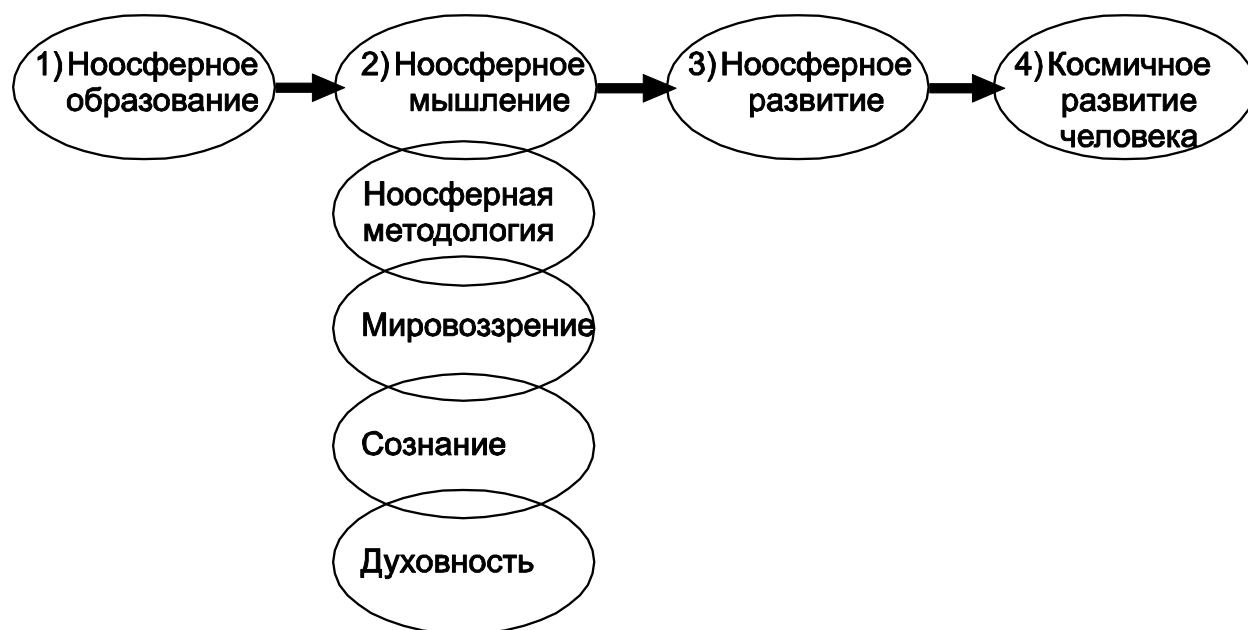 1) Ноосферное
образование
2) Ноосферное
мышление
3) Ноосферное
развитие
4) Космичное
развитие
человека
Ноосферная
методология
Мировоззрение
Сознание
Духовность